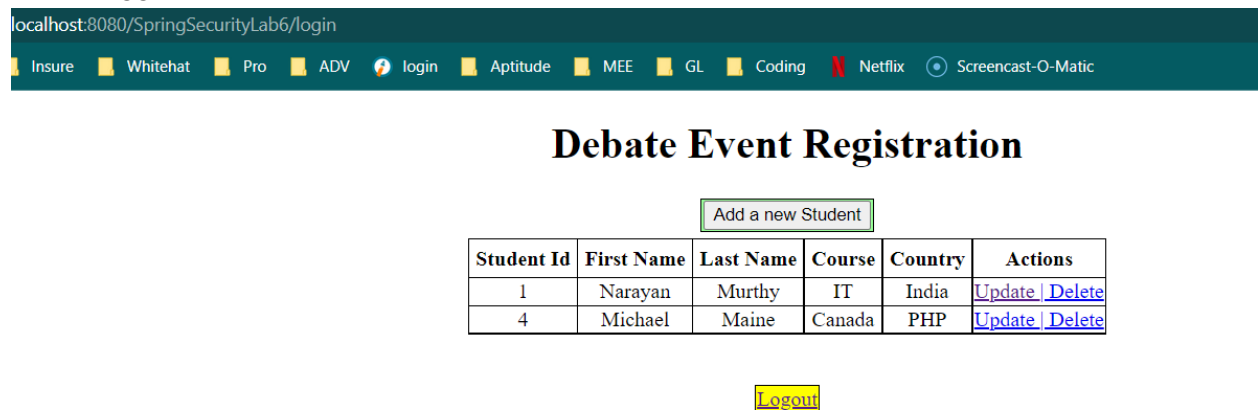 localhost:8080/SpringSecurityLab6/login
Insure Whitehat Pro ADV login Aptitude MEE GL Coding Netflix Screencast-O-Matic
Debate Event Registration
Add a new Student
Student Id First Name Last Name Course Country Actions
1 Narayan Murthy IT India Update | Delete
4 Michael Maine Canada PHP Update | Delete
Logout